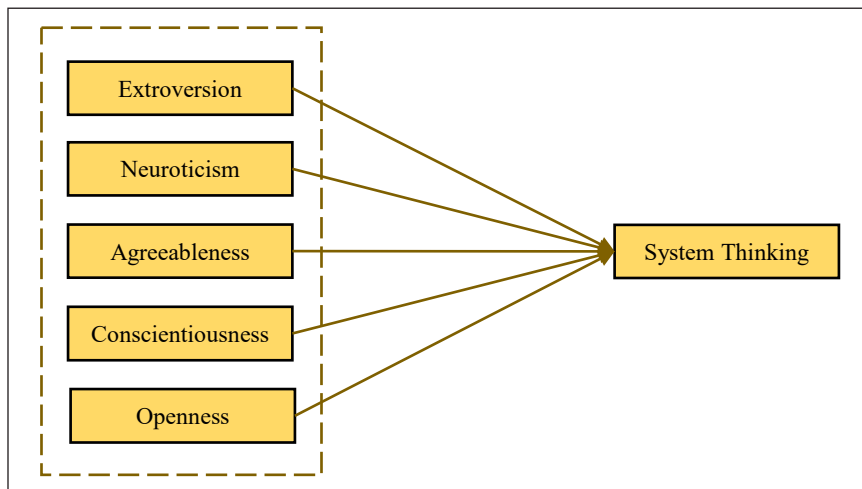 Extroversion
Neuroticism
Agreeableness
Conscientiousness
Openness
System Thinking